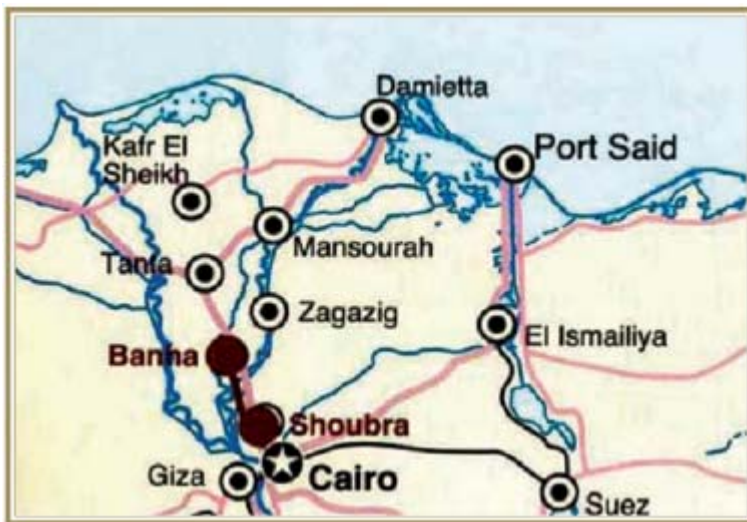 Damietta
Port Said
Kafr El
Sheikh
Mansourah
Tanta
Zagazig
El Ismailiya
Banha
Shoubra
Giza
Cairo
Suez